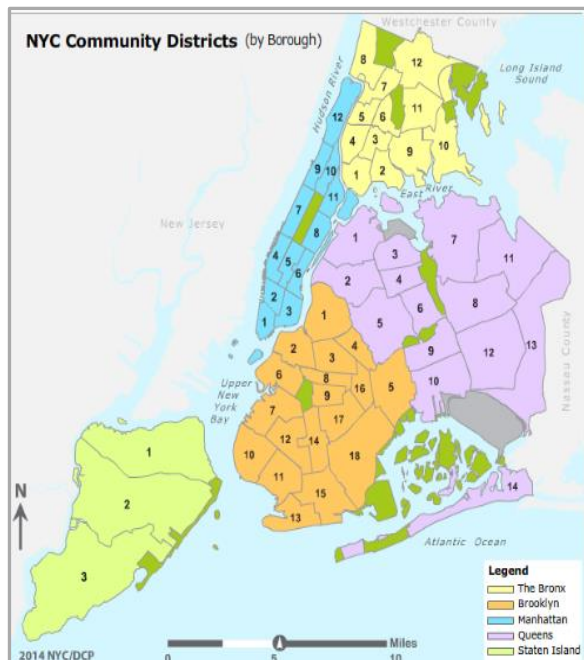 Westchester County
NYC Community Districts (by Borough)
8
12
Long Island
Sound
Hudson River
7
12
5
6
11
4
3
9
10
9
10
1
2
11
East River
7
New Jersey
8
1
7
3
11
4
5
2
4
6
2
6
8
3
5
1
1
9
12
13
2
4
Nassau County
3
6
8
5
10
Upper
New York
Bay
16
9
7
17
12
14
1
10
18
11
14
2
15
13
N
Atlantic Ocean
3
Legend
The Bronx
Brooklyn
Manhattan
Queens
Staten Island
Miles
2014 NYC/DCP
0
5
10